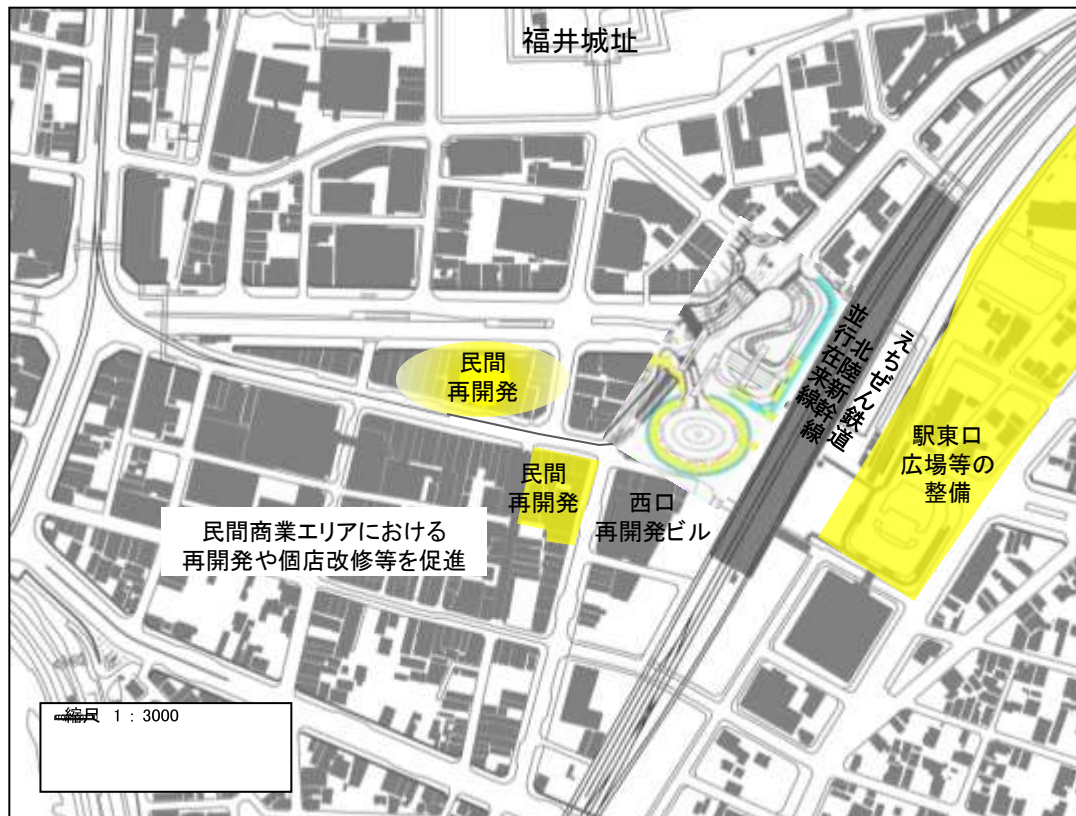 福井城址
民間
再開発
えちぜん鉄道
北陸新幹線
並行在来線
駅東口
広場等の
整備
民間
再開発
西口
再開発ビル
民間商業エリアにおける
再開発や個店改修等を促進
縮尺 1:3000